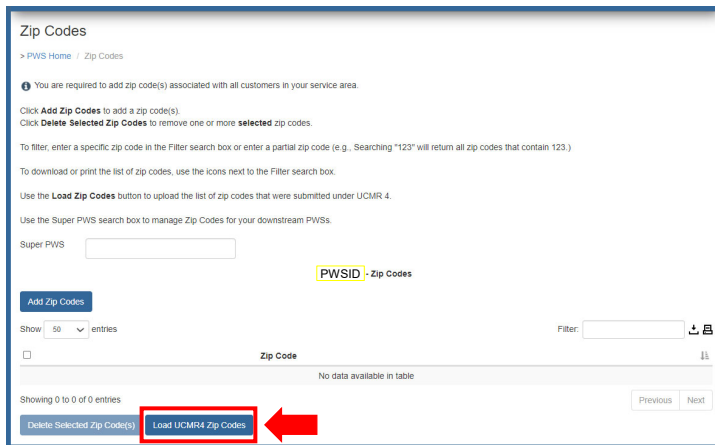 Zip Codes
> PWS Home / Zip Codes
You are required to add zip code(s) associated with all customers in your service area.
Click Add Zip Codes to add a zip code(s).
Click Delete Selected Zip Codes to remove one or more selected zip codes.
To filter, enter a specific zip code in the Filter search box or enter a partial zip code (e.g., Searching "123" will return all zip codes that contain 123.)
To download or print the list of zip codes, use the icons next to the Filter search box.
Use the Load Zip Codes button to upload the list of zip codes that were submitted under UCMR 4.
Use the Super PWS search box to manage Zip Codes for your downstream PWSs.
Super PWS
PWSID - Zip Codes
Add Zip Codes
Show 50 entries Filter:
Zip Code
No data available in table
Showing 0 to 0 of 0 entries Previous Next
Delete Selected Zip Code(s) Load UCMR4 Zip Codes